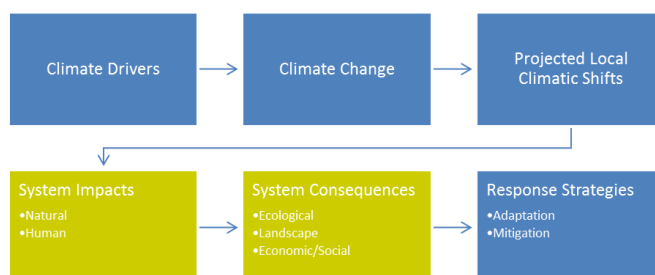 Climate Drivers
Climate Change
Projected Local
Climatic Shifts
System Impacts
•Natural
•Human
System Consequences
•Ecological
•Landscape
•Economic/Social
Response Strategies
•Adaptation
•Mitigation